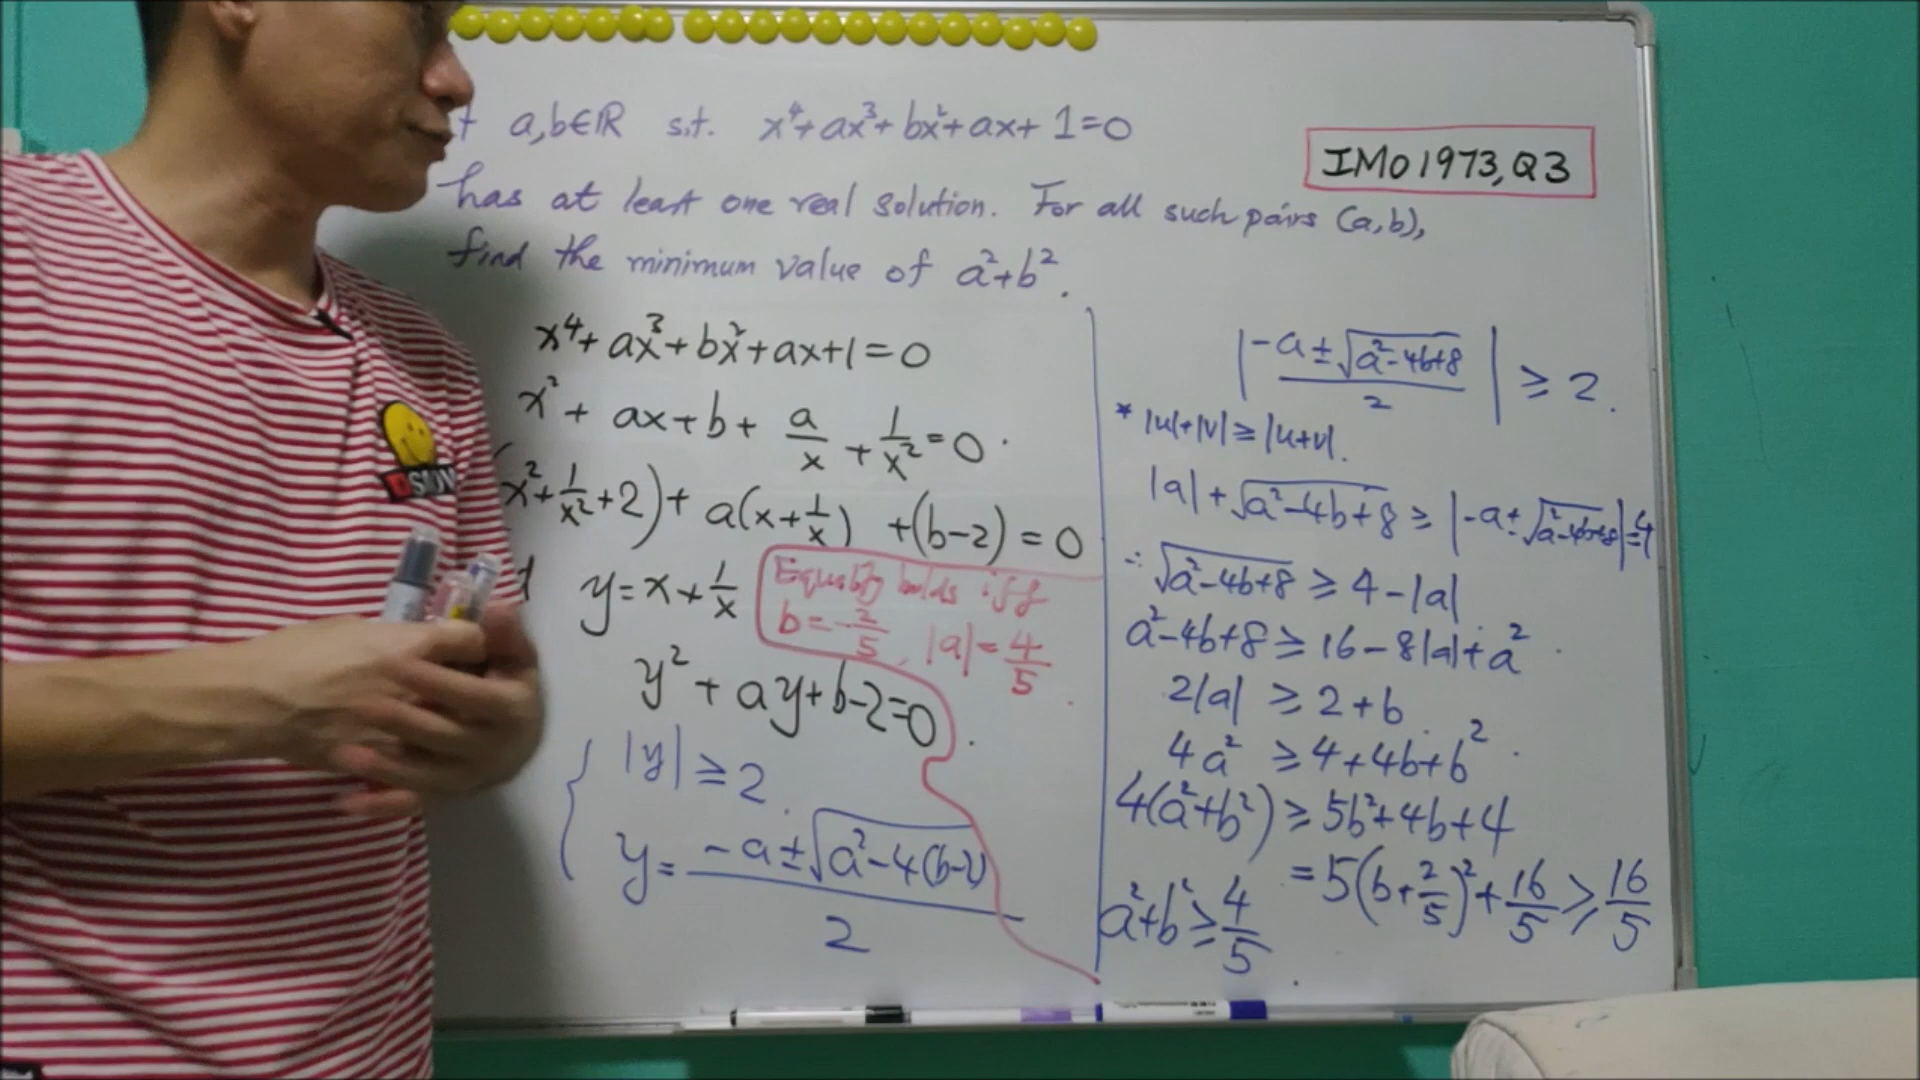 a,b∈ℝ s.t. x⁴+ax³+bx²+ax+1=0
has at least one real solution. For all such pairs (a,b),
find the minimum value of a²+b².
IMO 1973, Q3
x⁴+ax³+bx²+ax+1=0
x²+ax+b+a/x+1/x²=0.
(x²+1/x²+2)+a(x+1/x)+(b-2)=0
y=x+1/x
Equality holds iff
b=-2/5, |a|=4/5.
y²+ay+b-2=0.
|y|≥2.
y=(-a±√(a²-4(b-2)))/2
|(-a±√(a²-4b+8))/2|≥2.
* |u|+|v|≥|u+v|.
|a|+√(a²-4b+8)≥|-a±√(a²-4b+8)|=4
∴√(a²-4b+8)≥4-|a|.
a²-4b+8≥16-8|a|+a².
2|a|≥2+b.
4a²≥4+4b+b².
4(a²+b²)≥5b²+4b+4
=5(b+2/5)²+16/5≥16/5
a²+b²≥4/5.